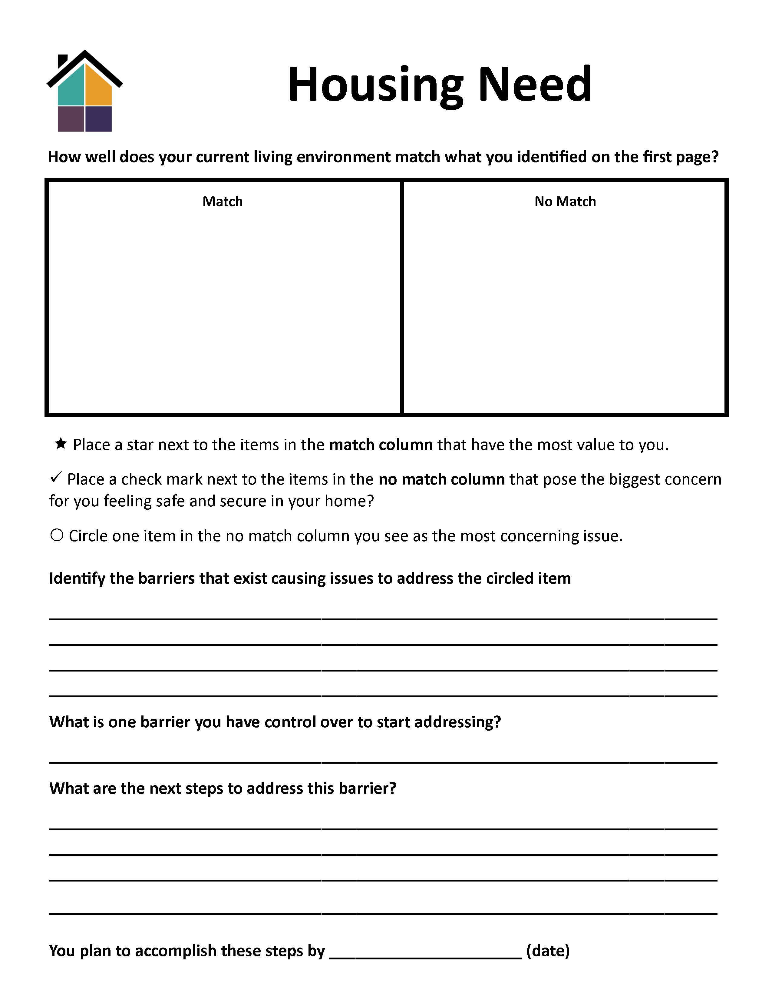 Housing Need
How well does your current living environment match what you identified on the first page?
Match
No Match
★ Place a star next to the items in the match column that have the most value to you.
✓ Place a check mark next to the items in the no match column that pose the biggest concern
for you feeling safe and secure in your home?
○ Circle one item in the no match column you see as the most concerning issue.
Identify the barriers that exist causing issues to address the circled item
What is one barrier you have control over to start addressing?
What are the next steps to address this barrier?
You plan to accomplish these steps by ____________________ (date)